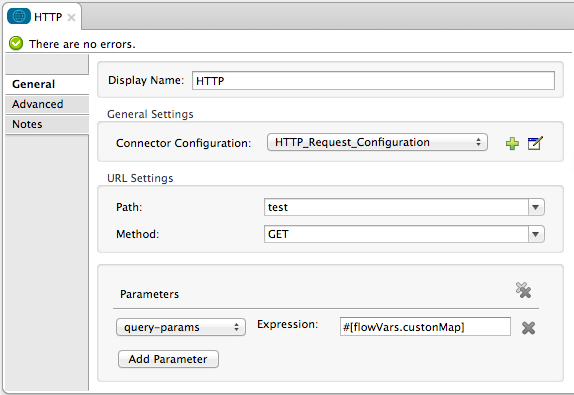 HTTP
There are no errors.
General
Advanced
Notes
Display Name: HTTP
General Settings
Connector Configuration: HTTP_Request_Configuration
URL Settings
Path: test
Method: GET
Parameters
query-params Expression: #[flowVars.custonMap]
Add Parameter